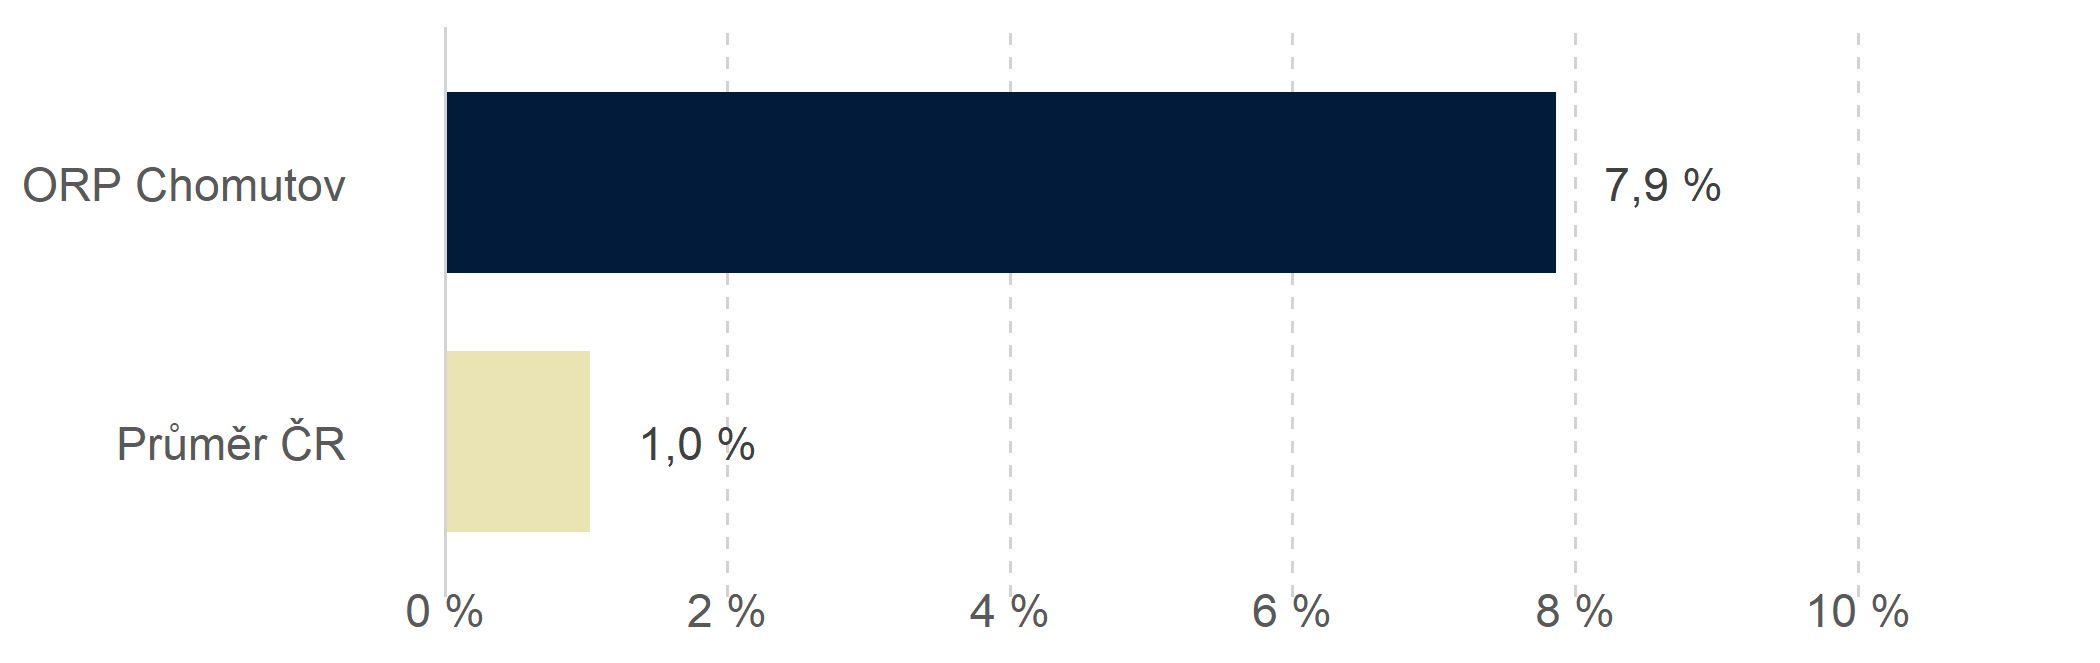 ORP Chomutov
7,9 %
Průměr ČR
1,0 %
0 % 2 % 4 % 6 % 8 % 10 %